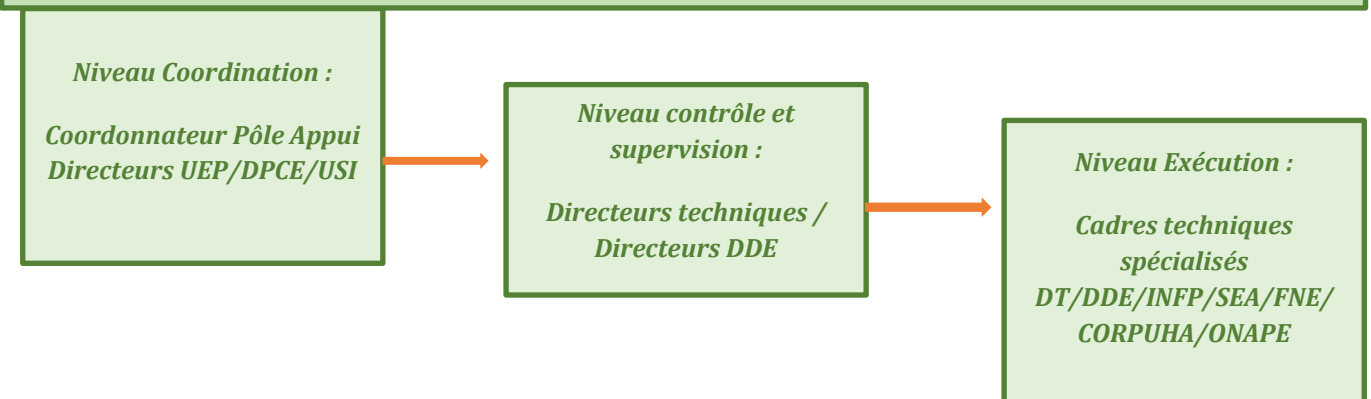 Niveau Coordination :
Coordonnateur Pôle Appui
Directeurs UEP/DPCE/USI
Niveau contrôle et
supervision :
Directeurs techniques /
Directeurs DDE
Niveau Exécution :
Cadres techniques
spécialisés
DT/DDE/INFP/SEA/FNE/
CORPUHA/ONAPE